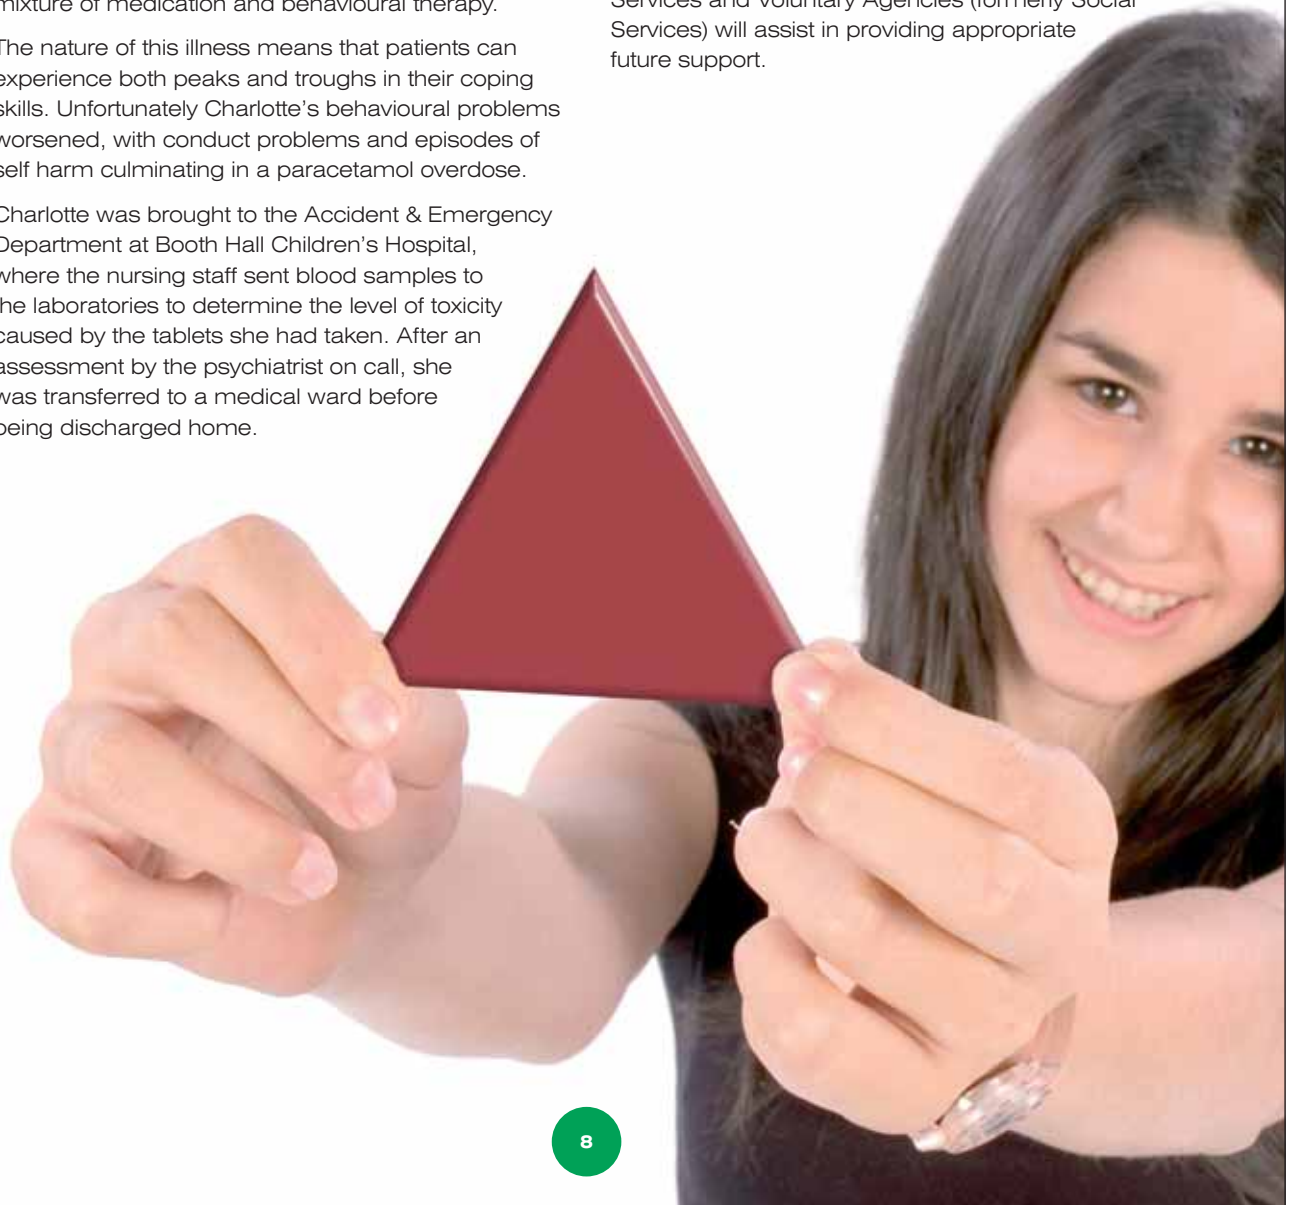 mixture of medication and behavioural therapy.
The nature of this illness means that patients can
experience both peaks and troughs in their coping
skills. Unfortunately Charlotte's behavioural problems
worsened, with conduct problems and episodes of
self harm culminating in a paracetamol overdose.
Charlotte was brought to the Accident & Emergency
Department at Booth Hall Children's Hospital,
where the nursing staff sent blood samples to
the laboratories to determine the level of toxicity
caused by the tablets she had taken. After an
assessment by the psychiatrist on call, she
was transferred to a medical ward before
being discharged home.
Services and Voluntary Agencies (formerly Social
Services) will assist in providing appropriate
future support.
8